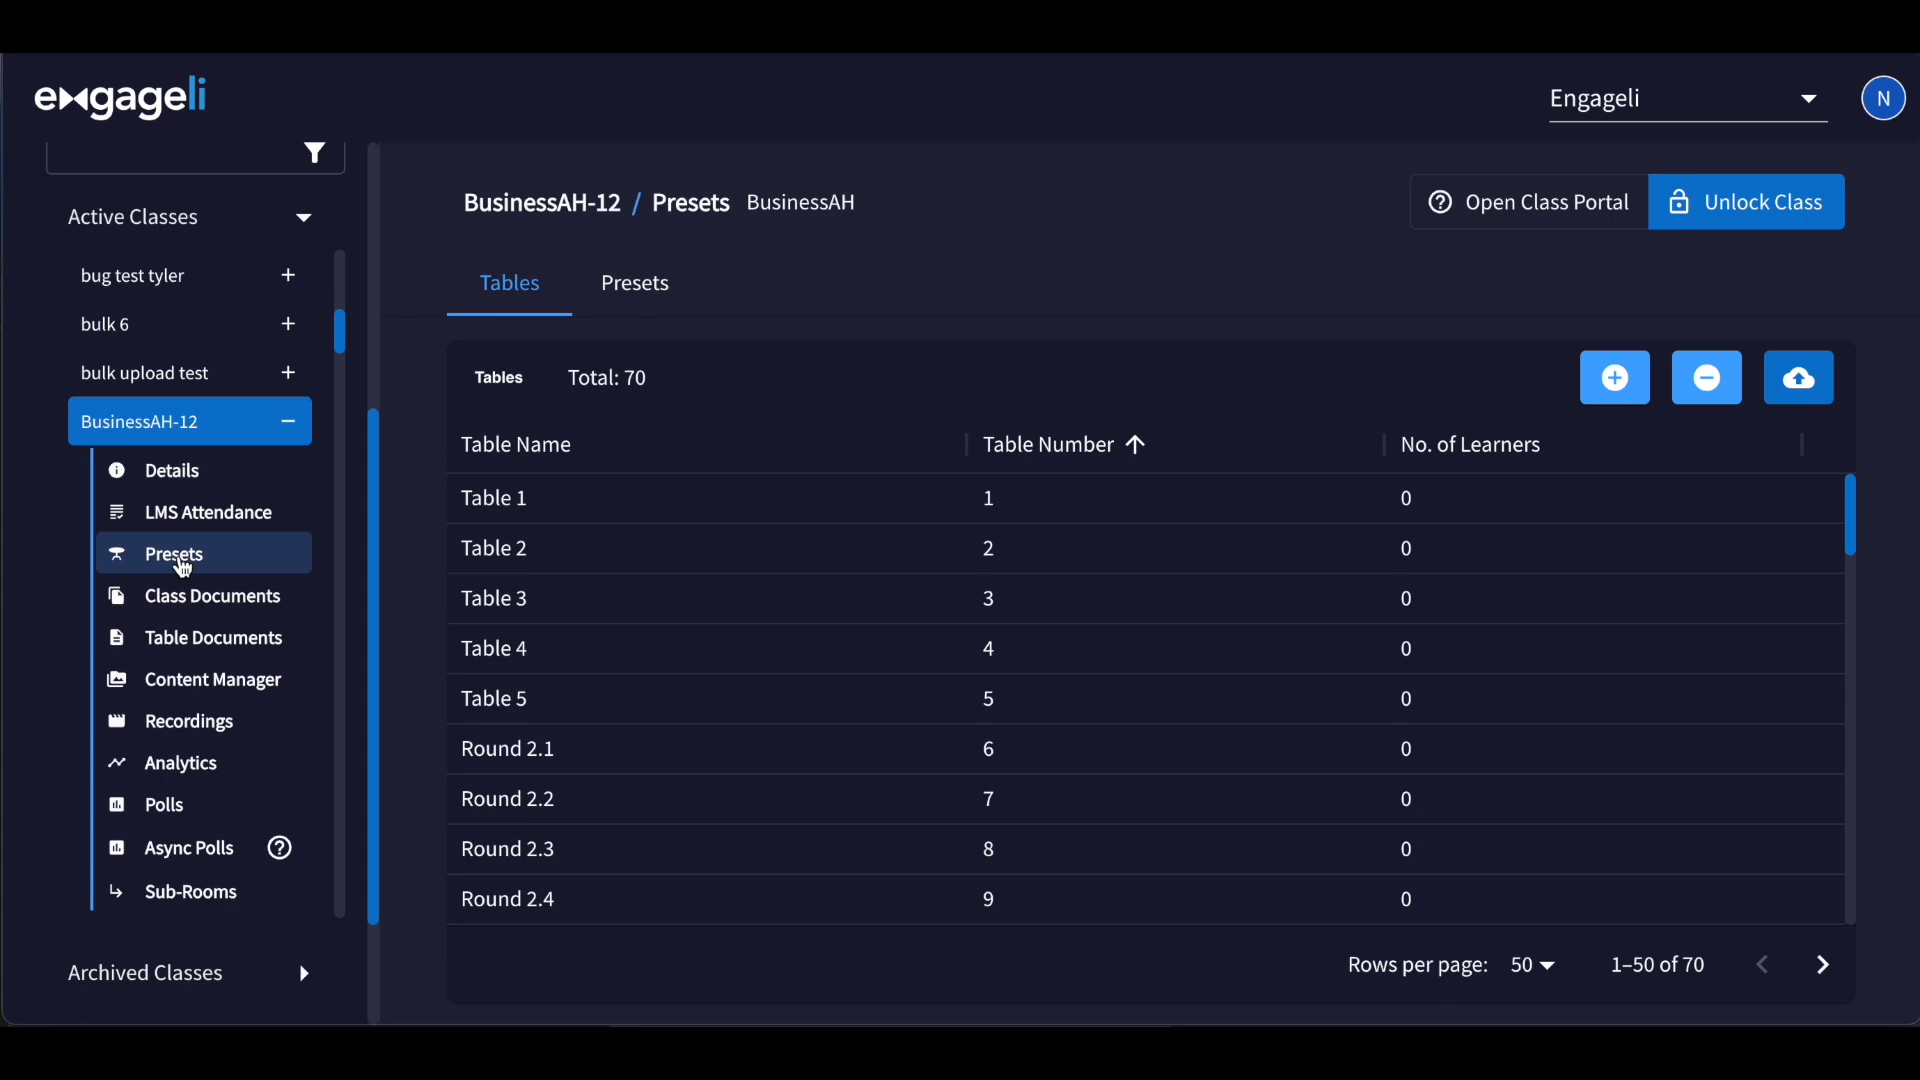 engageli
Engageli
N
Active Classes
bug test tyler
bulk 6
bulk upload test
BusinessAH-12
Details
LMS Attendance
Presets
Class Documents
Table Documents
Content Manager
Recordings
Analytics
Polls
Async Polls
Sub-Rooms
Archived Classes
BusinessAH-12 / Presets BusinessAH
Open Class Portal
Unlock Class
Tables Presets
Tables Total: 70
Table Name Table Number No. of Learners
Table 1 1 0
Table 2 2 0
Table 3 3 0
Table 4 4 0
Table 5 5 0
Round 2.1 6 0
Round 2.2 7 0
Round 2.3 8 0
Round 2.4 9 0
Rows per page: 50 1–50 of 70